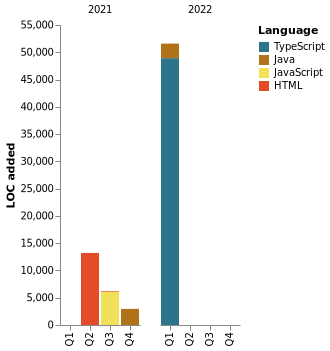 2021 2022
Language
TypeScript
Java
JavaScript
HTML
LOC added
55,000
50,000
45,000
40,000
35,000
30,000
25,000
20,000
15,000
10,000
5,000
0
Q1 Q2 Q3 Q4 Q1 Q2 Q3 Q4